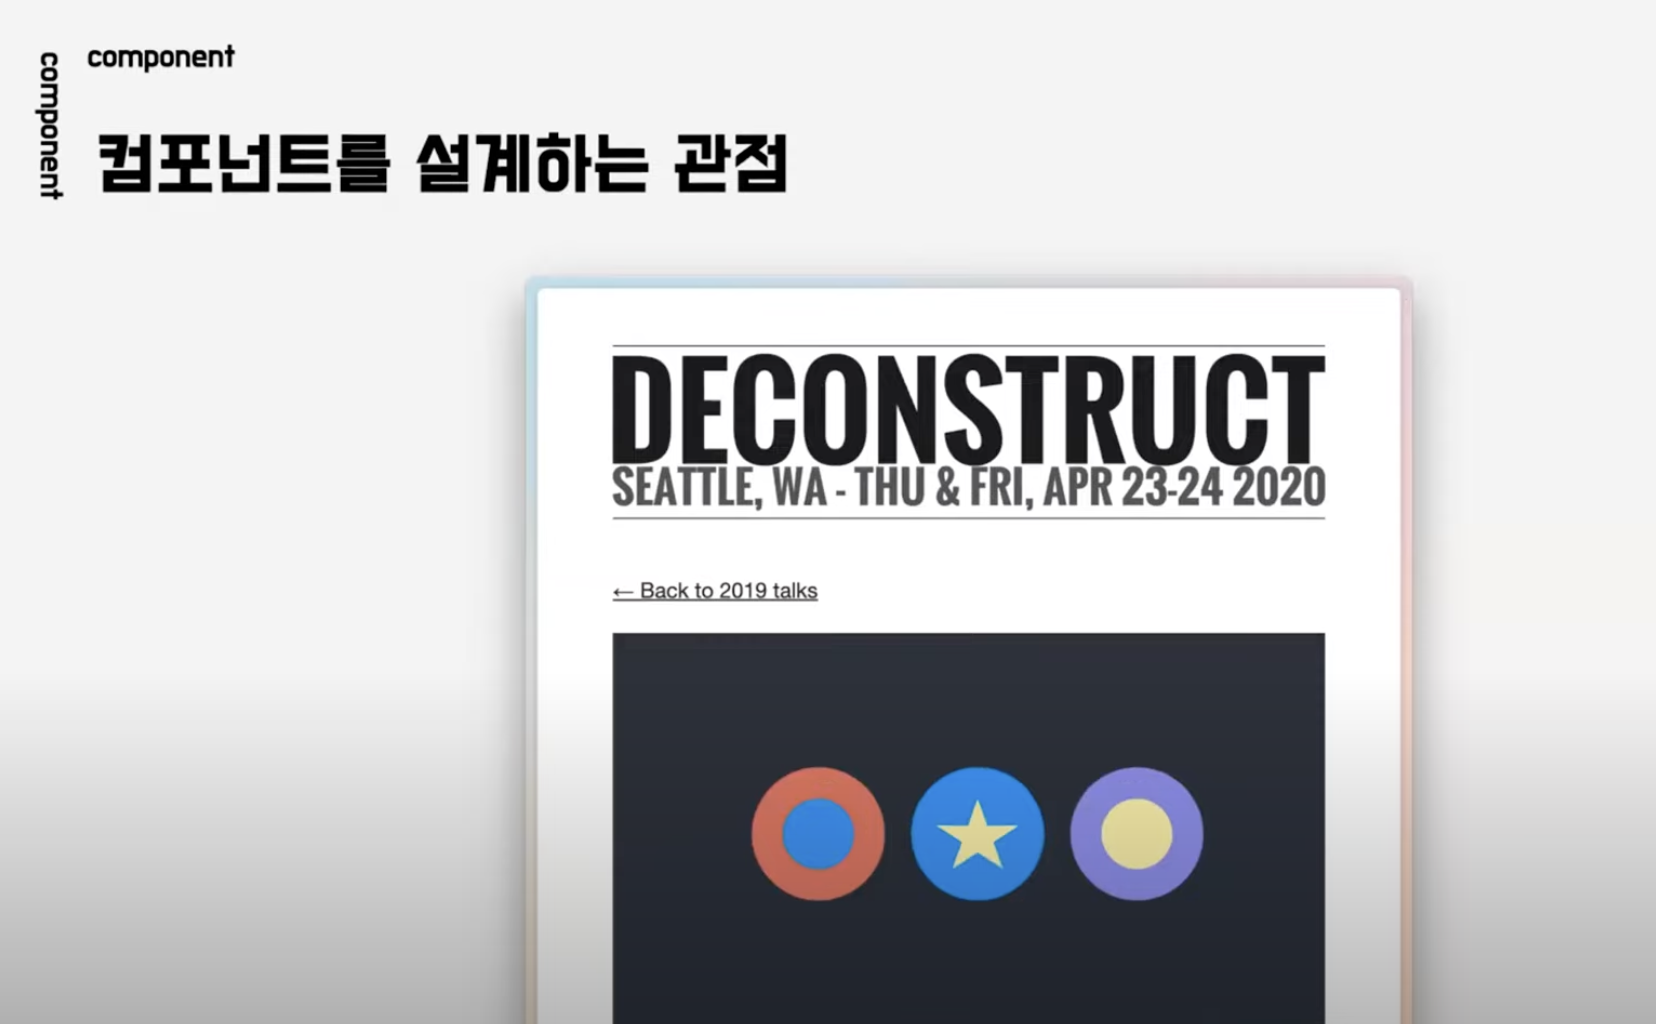 component
component
컴포넌트를 설계하는 관점
DECONSTRUCT
SEATTLE, WA - THU & FRI, APR 23-24 2020
← Back to 2019 talks